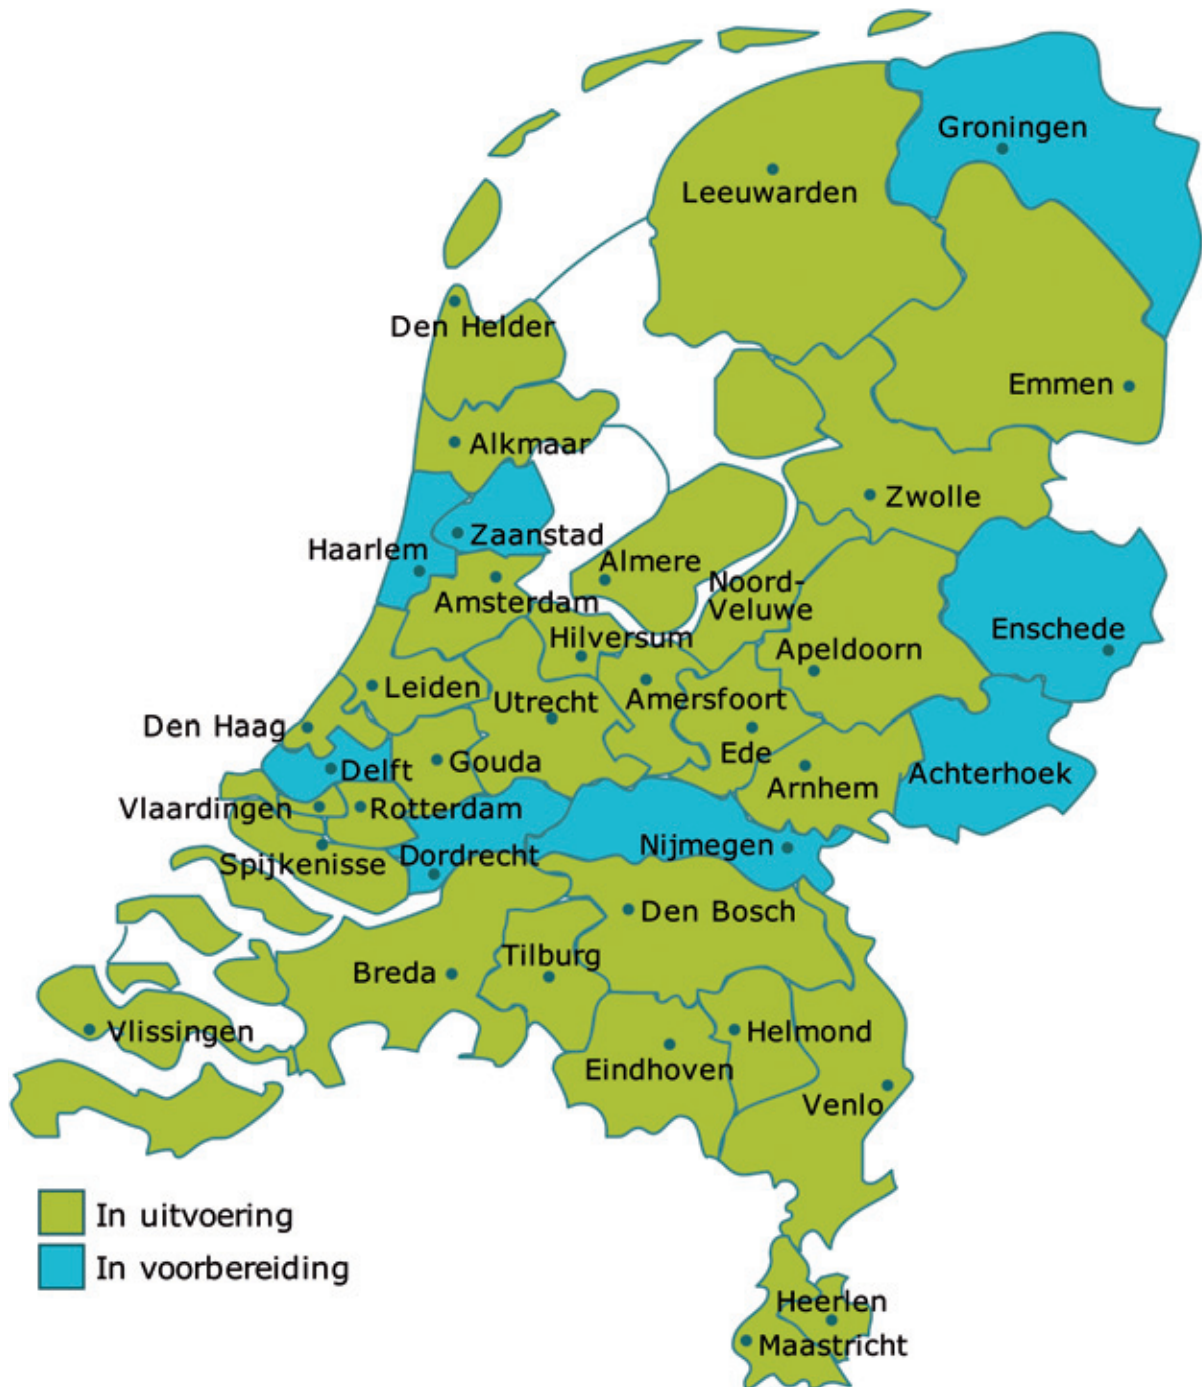 Groningen
Leeuwarden
Den Helder
Emmen
Alkmaar
Zwolle
Zaanstad
Haarlem
Almere
Noord-
Veluwe
Amsterdam
Enschede
Hilversum
Apeldoorn
Leiden
Amersfoort
Utrecht
Den Haag
Ede
Gouda
Delft
Achterhoek
Arnhem
Vlaardingen
Rotterdam
Nijmegen
Dordrecht
Spijkenisse
Den Bosch
Tilburg
Breda
Vlissingen
Helmond
Eindhoven
Venlo
In uitvoering
In voorbereiding
Heerlen
Maastricht